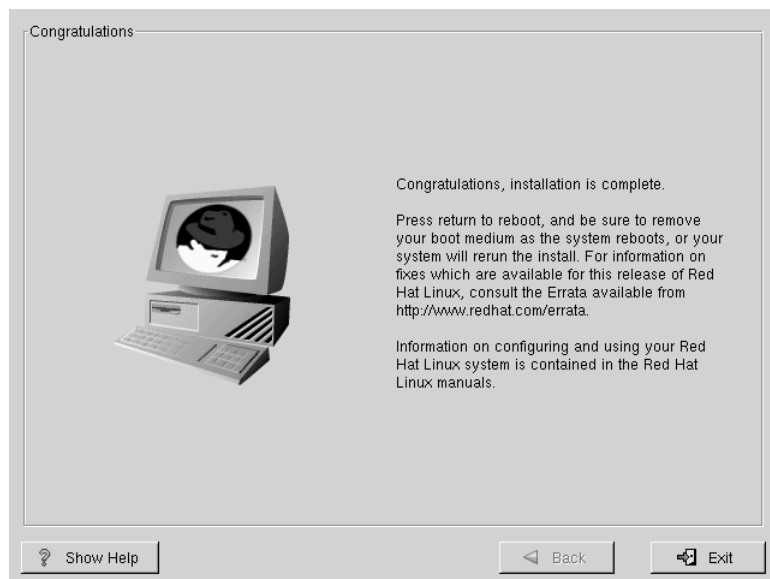 Congratulations
Congratulations, installation is complete.
Press return to reboot, and be sure to remove
your boot medium as the system reboots, or your
system will rerun the install. For information on
fixes which are available for this release of Red
Hat Linux, consult the Errata available from
http://www.redhat.com/errata.
Information on configuring and using your Red
Hat Linux system is contained in the Red Hat
Linux manuals.
Show Help
Back
Exit